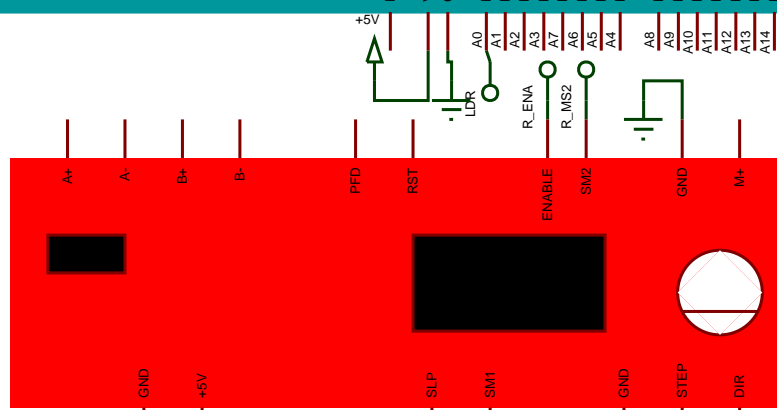 +5V
A0
A1
A2
A3
A7
A6
A5
A4
A8
A9
A10
A11
A12
A13
A14
LDR
R_ENA
R_MS2
A+
A-
B+
B-
PFD
RST
ENABLE
SM2
GND
M+
GND
+5V
SLP
SM1
GND
STEP
DIR